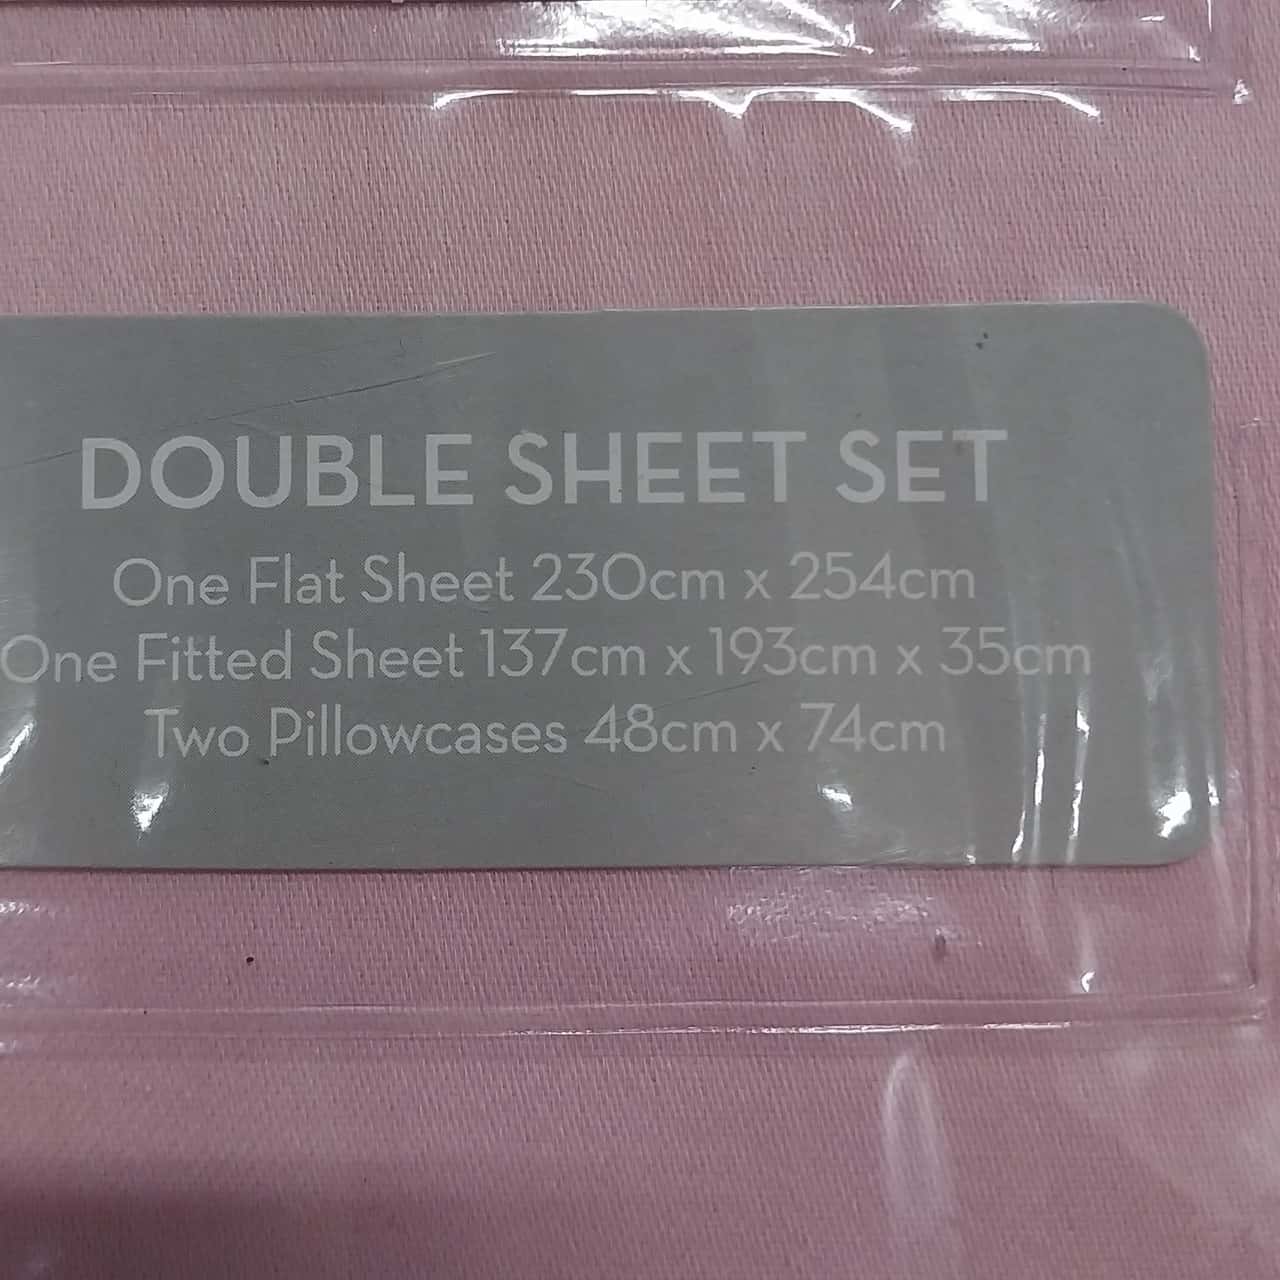 DOUBLE SHEET SET
One Flat Sheet 230cm x 254cm
One Fitted Sheet 137cm x 193cm x 35cm
Two Pillowcases 48cm x 74cm